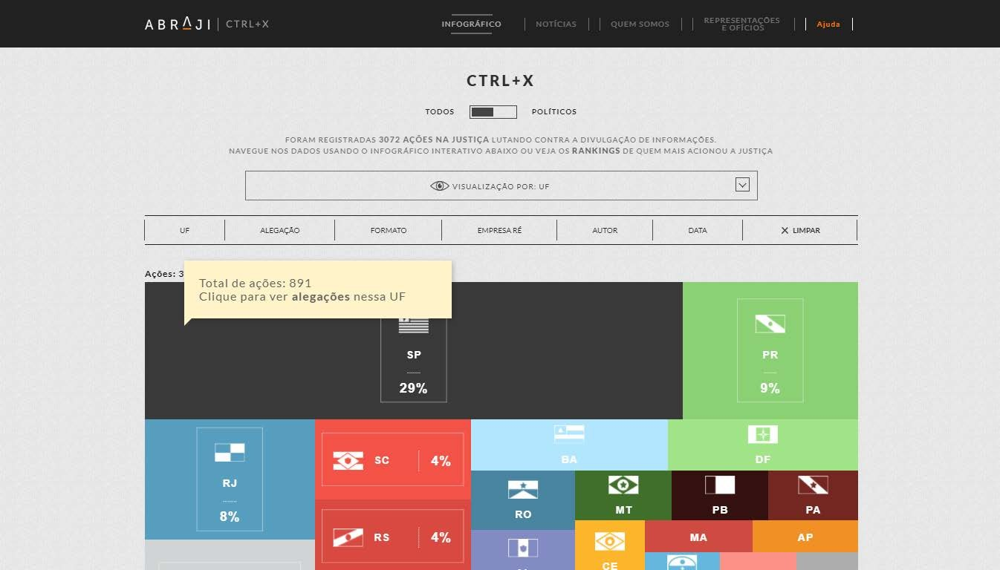 ABRAJI CTRL+X
INFOGRÁFICO
NOTÍCIAS
QUEM SOMOS
REPRESENTAÇÕES
E OFÍCIOS
Ajuda
CTRL+X
TODOS
POLÍTICOS
FORAM REGISTRADAS 3072 AÇÕES NA JUSTIÇA LUTANDO CONTRA A DIVULGAÇÃO DE INFORMAÇÕES.
NAVEGUE NOS DADOS USANDO O INFOGRÁFICO INTERATIVO ABAIXO OU VEJA OS RANKINGS DE QUEM MAIS ACIONOU A JUSTIÇA
VISUALIZAÇÃO POR: UF
UF
ALEGAÇÃO
FORMATO
EMPRESA RÉ
AUTOR
DATA
LIMPAR
Ações: 3
Total de ações: 891
Clique para ver alegações nessa UF
SP
29%
PR
9%
RJ
8%
SC
4%
RS
4%
BA
DF
RO
MT
PB
PA
MA
AP
CE